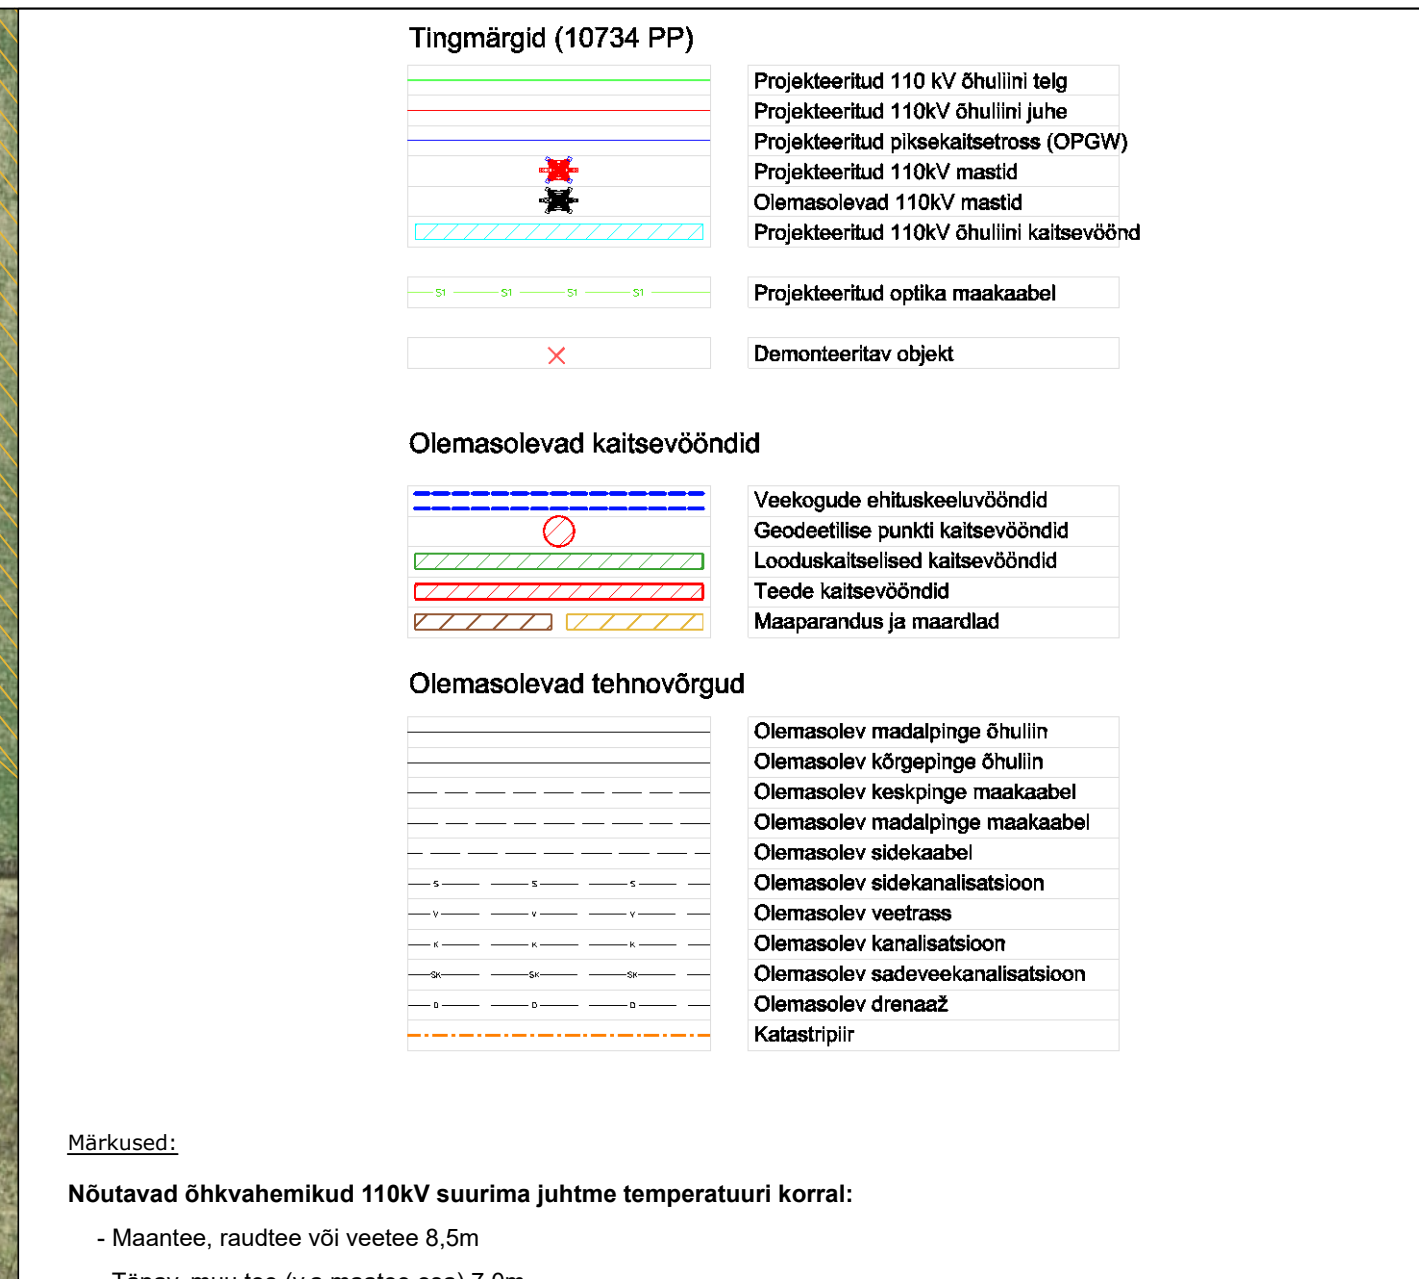 Tingmärgid (10734 PP)
Projekteeritud 110 kV õhuliini telg
Projekteeritud 110kV õhuliini juhe
Projekteeritud piksekaitsetross (OPGW)
Projekteeritud 110kV mastid
Olemasolevad 110kV mastid
Projekteeritud 110kV õhuliini kaitsevöönd
S1 S1 S1 S1 Projekteeritud optika maakaabel
Demonteeritav objekt
Olemasolevad kaitsevööndid
Veekogude ehituskeeluvööndid
Geodeetilise punkti kaitsevööndid
Looduskaitselised kaitsevööndid
Teede kaitsevööndid
Maaparandus ja maardlad
Olemasolevad tehnovõrgud
Olemasolev madalpinge õhuliin
Olemasolev kõrgepinge õhuliin
Olemasolev keskpinge maakaabel
Olemasolev madalpinge maakaabel
Olemasolev sidekaabel
S S S Olemasolev sidekanalisatsioon
V V V Olemasolev veetrass
K K K Olemasolev kanalisatsioon
SK SK SK Olemasolev sadeveekanalisatsioon
D D D Olemasolev drenaaž
Katastripiir
Märkused:
Nõutavad õhkvahemikud 110kV suurima juhtme temperatuuri korral:
- Maantee, raudtee või veetee 8,5m